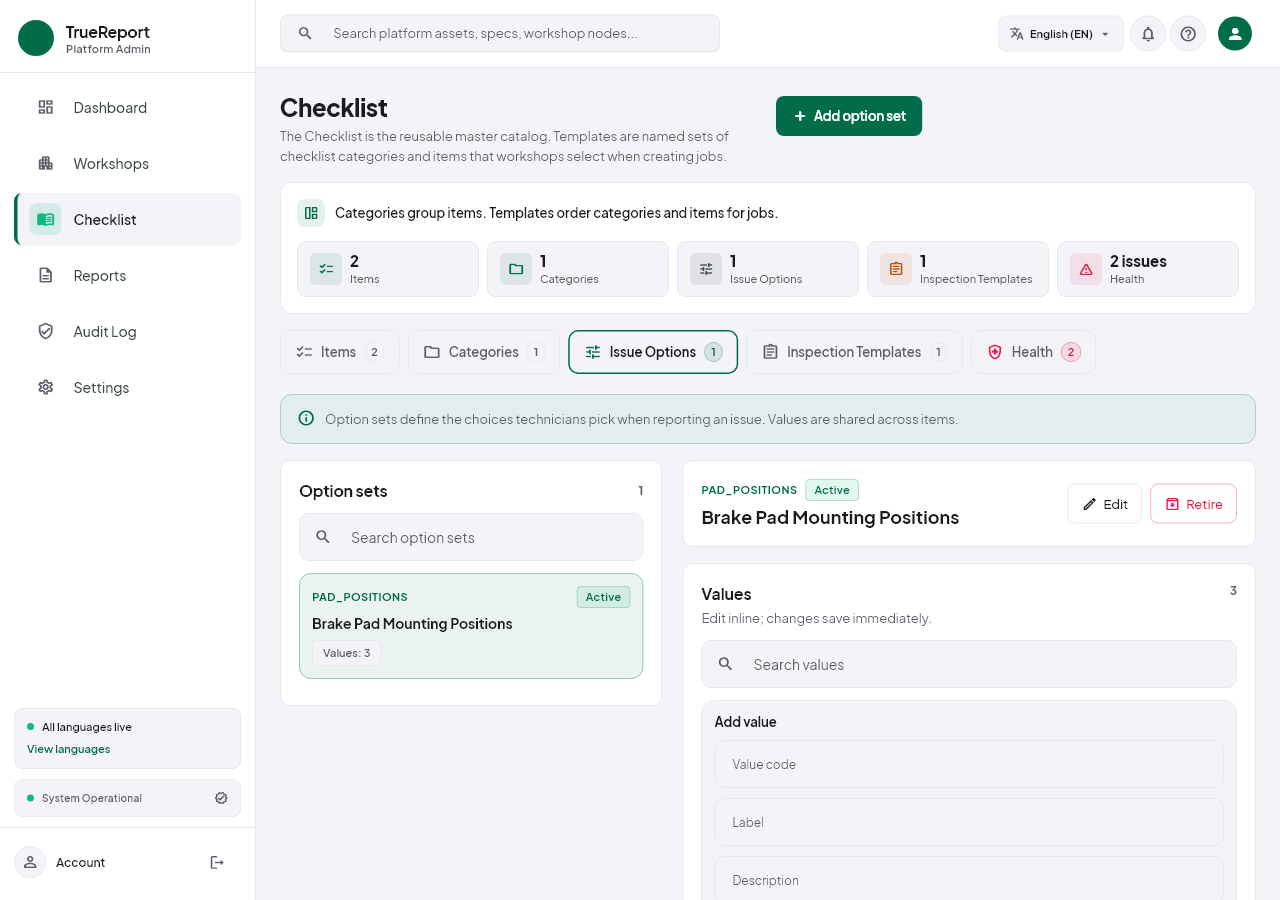 TrueReport
Platform Admin
Dashboard
Workshops
Checklist
Reports
Audit Log
Settings
All languages live
View languages
System Operational
Account
Search platform assets, specs, workshop nodes...
English (EN)
Checklist
The Checklist is the reusable master catalog. Templates are named sets of
checklist categories and items that workshops select when creating jobs.
Add option set
Categories group items. Templates order categories and items for jobs.
2
Items
1
Categories
1
Issue Options
1
Inspection Templates
2 issues
Health
Items 2
Categories 1
Issue Options 1
Inspection Templates 1
Health 2
Option sets define the choices technicians pick when reporting an issue. Values are shared across items.
Option sets 1
Search option sets
PAD_POSITIONS Active
Brake Pad Mounting Positions
Values: 3
PAD_POSITIONS Active
Brake Pad Mounting Positions
Edit
Retire
Values 3
Edit inline; changes save immediately.
Search values
Add value
Value code
Label
Description